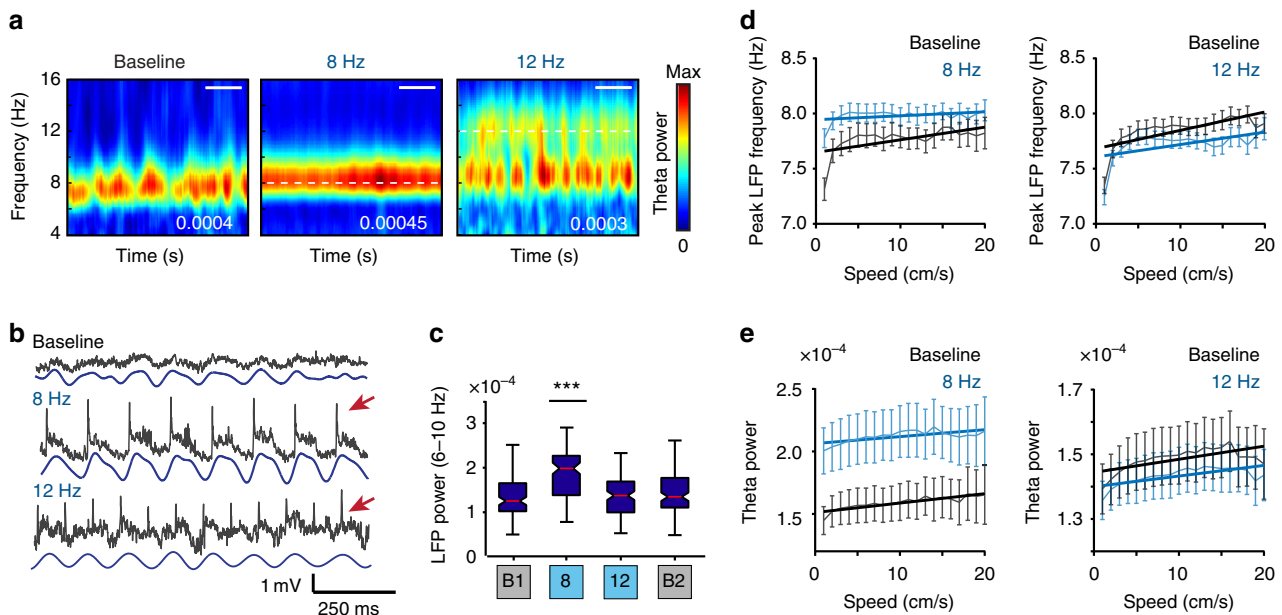 a
Baseline
8 Hz
12 Hz
Frequency (Hz)
16
12
8
4
0.0004
0.00045
0.0003
Time (s)
Time (s)
Time (s)
Max
Theta power
0
b
Baseline
8 Hz
12 Hz
1 mV
250 ms
c
×10⁻⁴
***
LFP power (6–10 Hz)
4
3
2
1
0
B1
8
12
B2
d
Baseline
8 Hz
Peak LFP frequency (Hz)
8.5
8.0
7.5
7.0
0
10
20
Speed (cm/s)
Baseline
12 Hz
Peak LFP frequency (Hz)
8.5
8.0
7.5
7.0
0
10
20
Speed (cm/s)
e
×10⁻⁴
Baseline
8 Hz
Theta power
2.5
2.0
1.5
0
10
20
Speed (cm/s)
×10⁻⁴
Baseline
12 Hz
Theta power
1.7
1.5
1.3
0
10
20
Speed (cm/s)